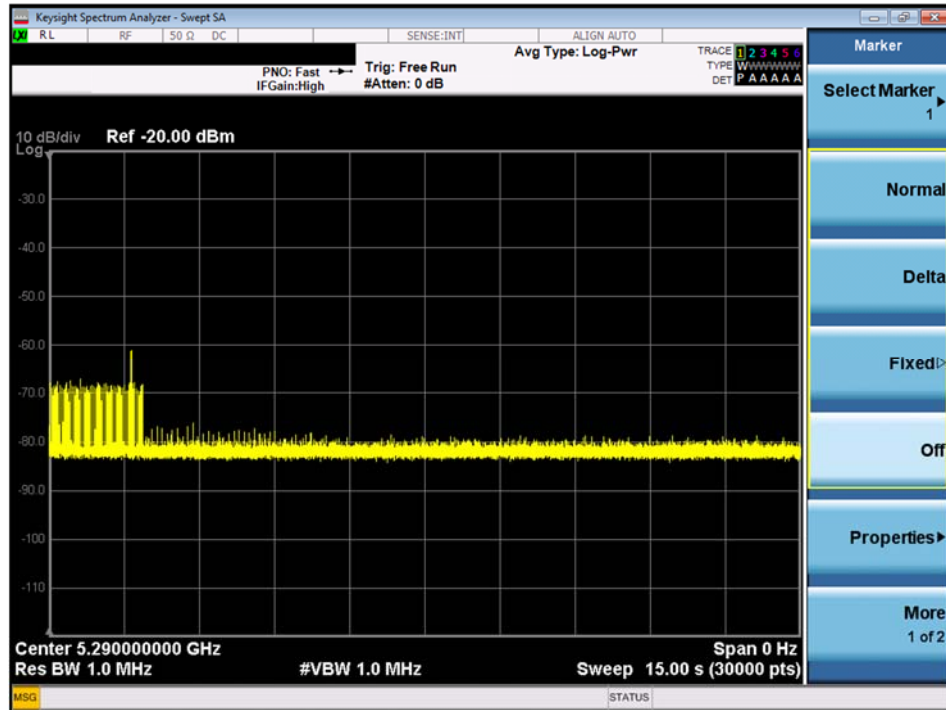 Keysight Spectrum Analyzer - Swept SA
LXI RL RF 50 Ω DC SENSE:INT ALIGN AUTO
Marker
Avg Type: Log-Pwr
TRACE 1 2 3 4 5 6
PNO: Fast
Trig: Free Run
TYPE WWWWWW
IFGain:High
#Atten: 0 dB
DET P A A A A A
Select Marker
1
10 dB/div Ref -20.00 dBm
Log
Normal
-30.0
-40.0
Delta
-50.0
-60.0
Fixed
-70.0
-80.0
Off
-90.0
-100
Properties
-110
More
1 of 2
Center 5.290000000 GHz Span 0 Hz
Res BW 1.0 MHz #VBW 1.0 MHz Sweep 15.00 s (30000 pts)
MSG STATUS